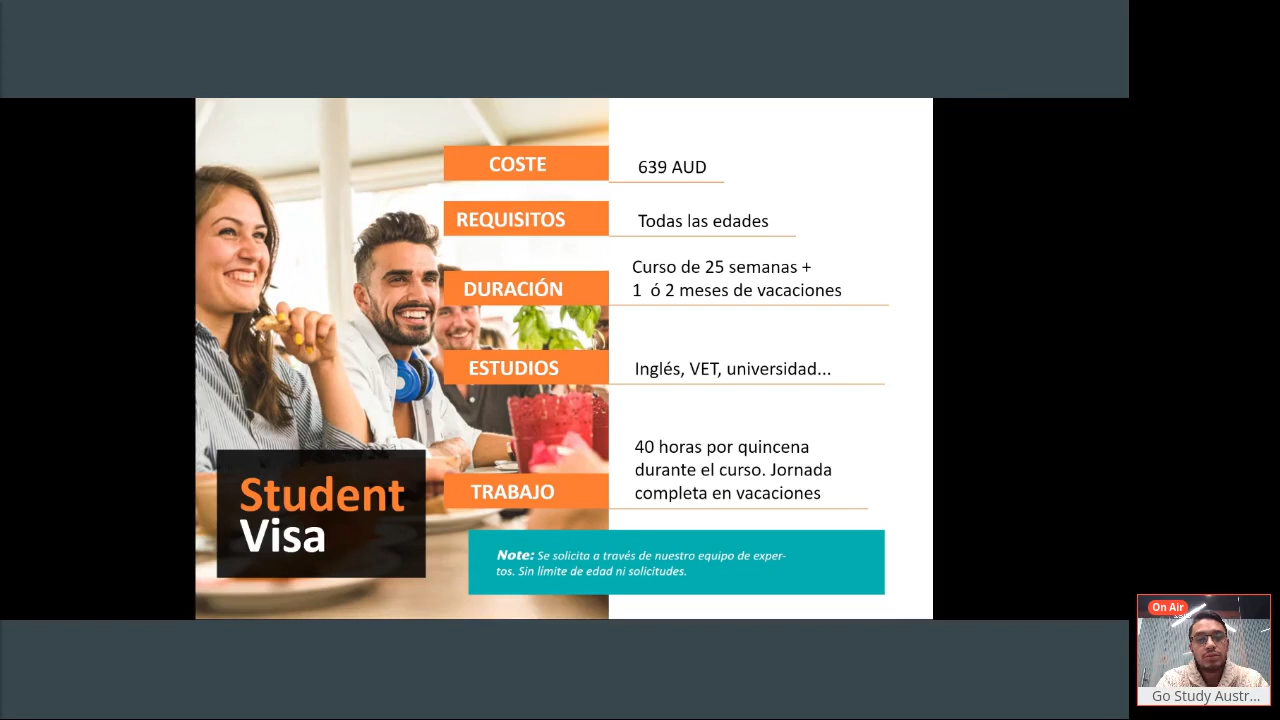 COSTE
639 AUD
REQUISITOS
Todas las edades
DURACIÓN
Curso de 25 semanas +
1 ó 2 meses de vacaciones
ESTUDIOS
Inglés, VET, universidad...
TRABAJO
40 horas por quincena
durante el curso. Jornada
completa en vacaciones
Student
Visa
Note: Se solicita a través de nuestro equipo de exper-
tos. Sin límite de edad ni solicitudes.
On Air
Go Study Austr...